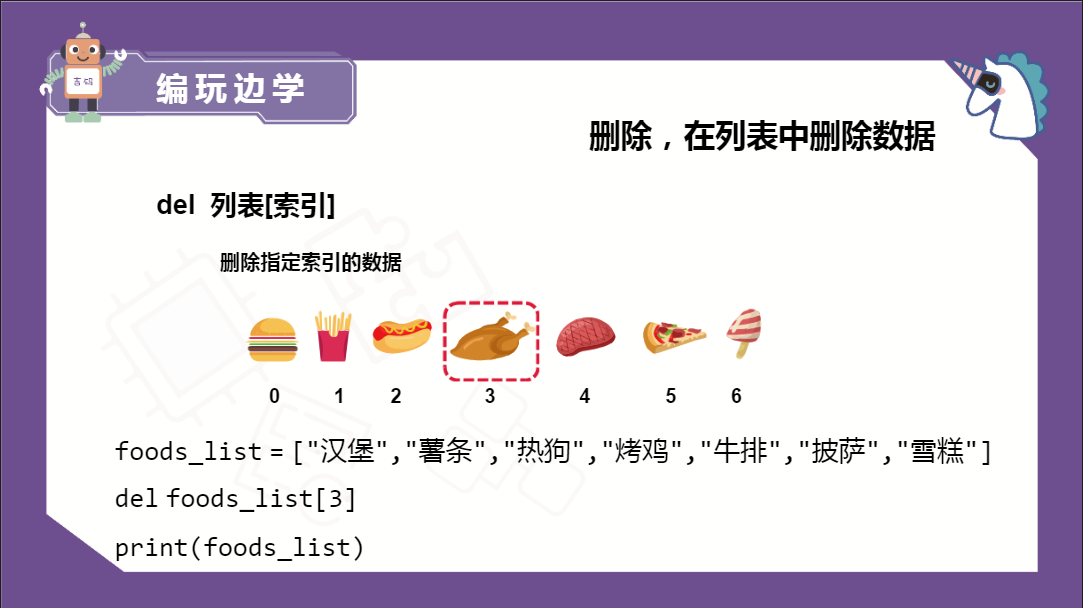 吉码
编玩边学
删除，在列表中删除数据
del 列表[索引]
删除指定索引的数据
0 1 2 3 4 5 6
foods_list = ["汉堡","薯条","热狗","烤鸡","牛排","披萨","雪糕"]
del foods_list[3]
print(foods_list)